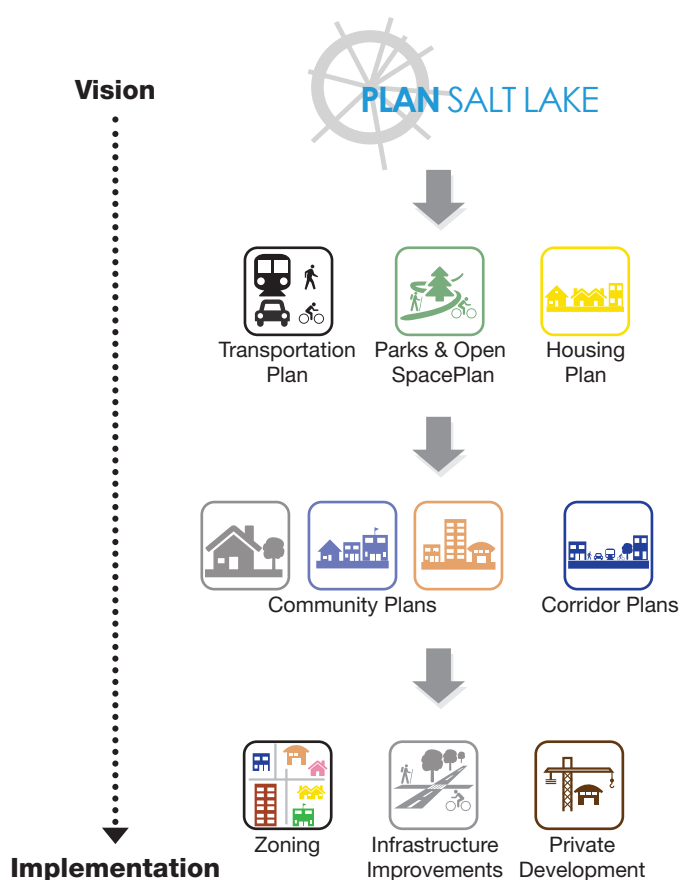 Vision
PLAN SALT LAKE
Transportation
Plan
Parks & Open
SpacePlan
Housing
Plan
Community Plans
Corridor Plans
Zoning
Infrastructure
Improvements
Private
Development
Implementation